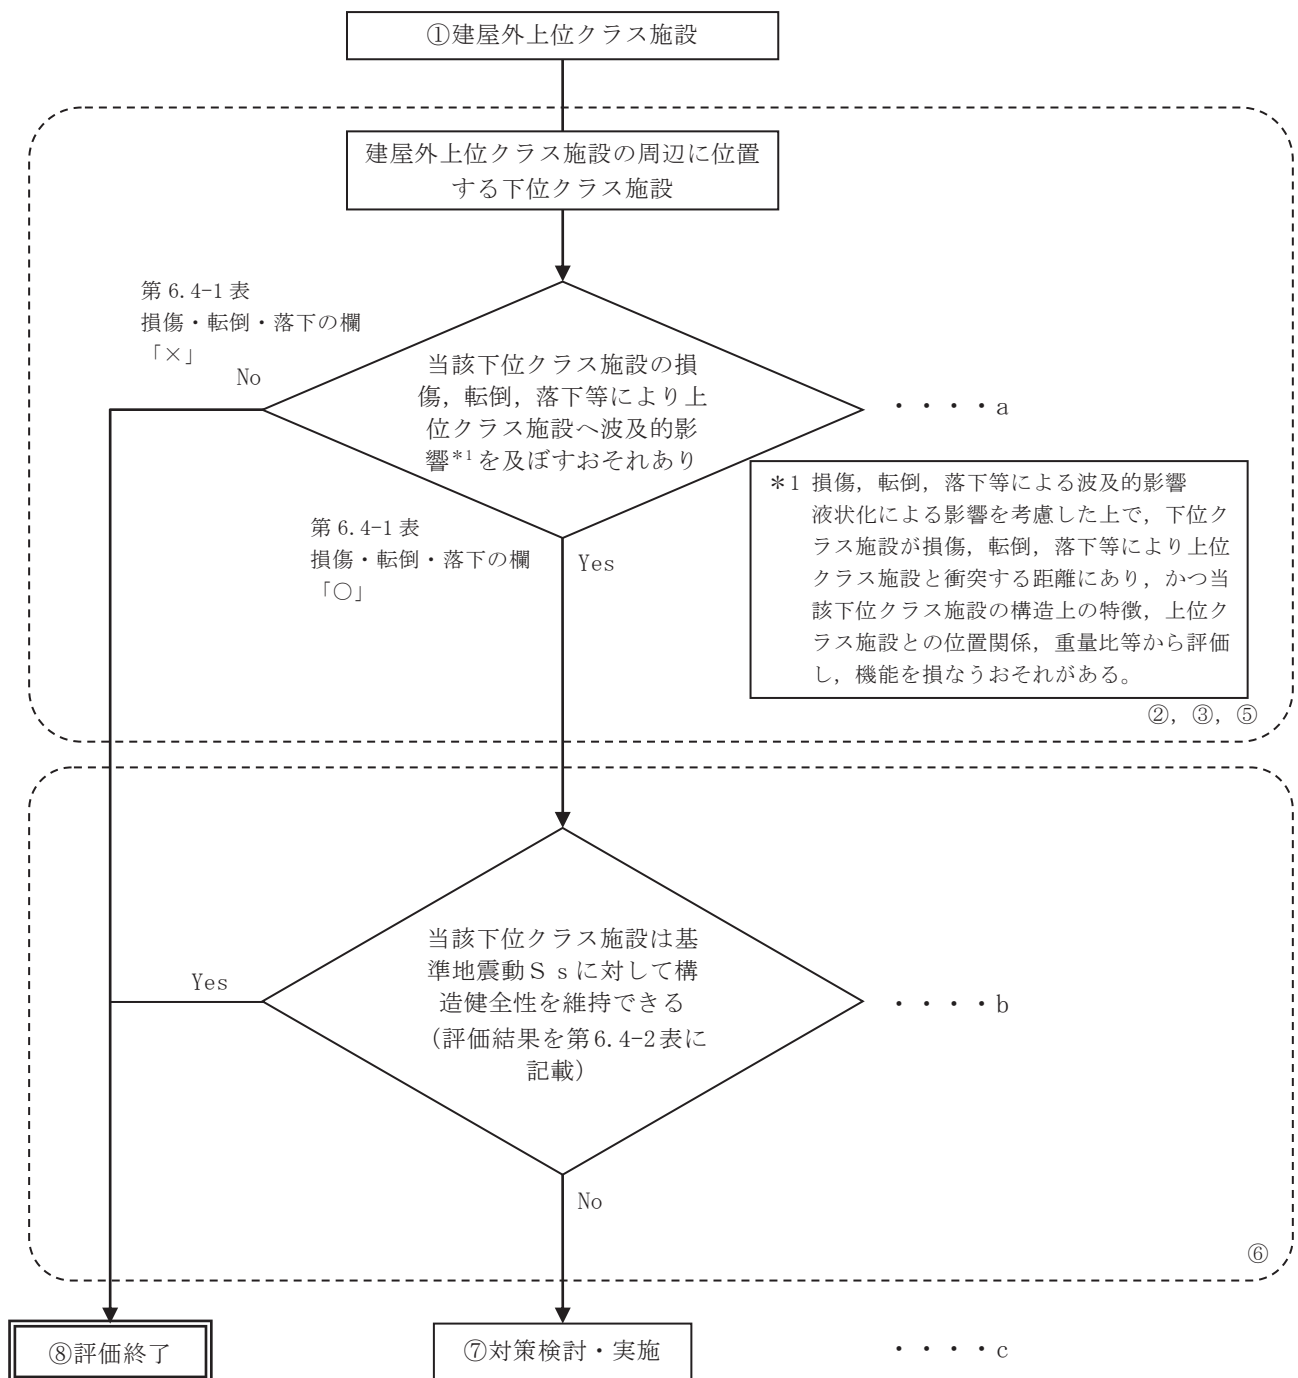 ①建屋外上位クラス施設
建屋外上位クラス施設の周辺に位置
する下位クラス施設
第 6.4-1 表
損傷・転倒・落下の欄
「×」
No
当該下位クラス施設の損
傷，転倒，落下等により上
位クラス施設へ波及的影
響*1を及ぼすおそれあり
・・・・a
＊1 損傷，転倒，落下等による波及的影響
液状化による影響を考慮した上で，下位ク
ラス施設が損傷，転倒，落下等により上位
クラス施設と衝突する距離にあり，かつ当
該下位クラス施設の構造上の特徴，上位ク
ラス施設との位置関係，重量比等から評価
し，機能を損なうおそれがある。
第 6.4-1 表
損傷・転倒・落下の欄
「○」
Yes
②，③，⑤
当該下位クラス施設は基
準地震動Ｓｓに対して構
造健全性を維持できる
（評価結果を第6.4-2表に
記載）
Yes
・・・・b
No
⑥
⑧評価終了
⑦対策検討・実施
・・・・c